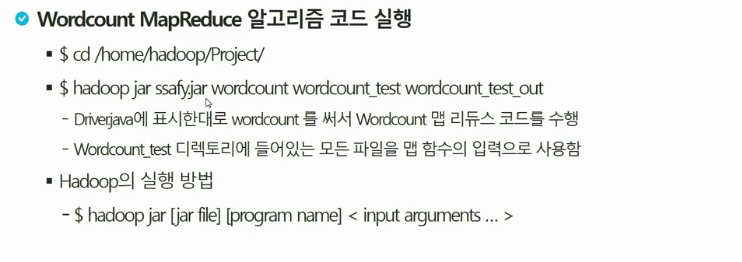 Wordcount MapReduce 알고리즘 코드 실행
▪ $ cd /home/hadoop/Project/
▪ $ hadoop jar ssafy.jar wordcount wordcount_test wordcount_test_out
- Driver.java에 표시한대로 wordcount 를 써서 Wordcount 맵 리듀스 코드를 수행
- Wordcount_test 디렉토리에 들어있는 모든 파일을 맵 함수의 입력으로 사용함
▪ Hadoop의 실행 방법
- $ hadoop jar [jar file] [program name] < input arguments ... >